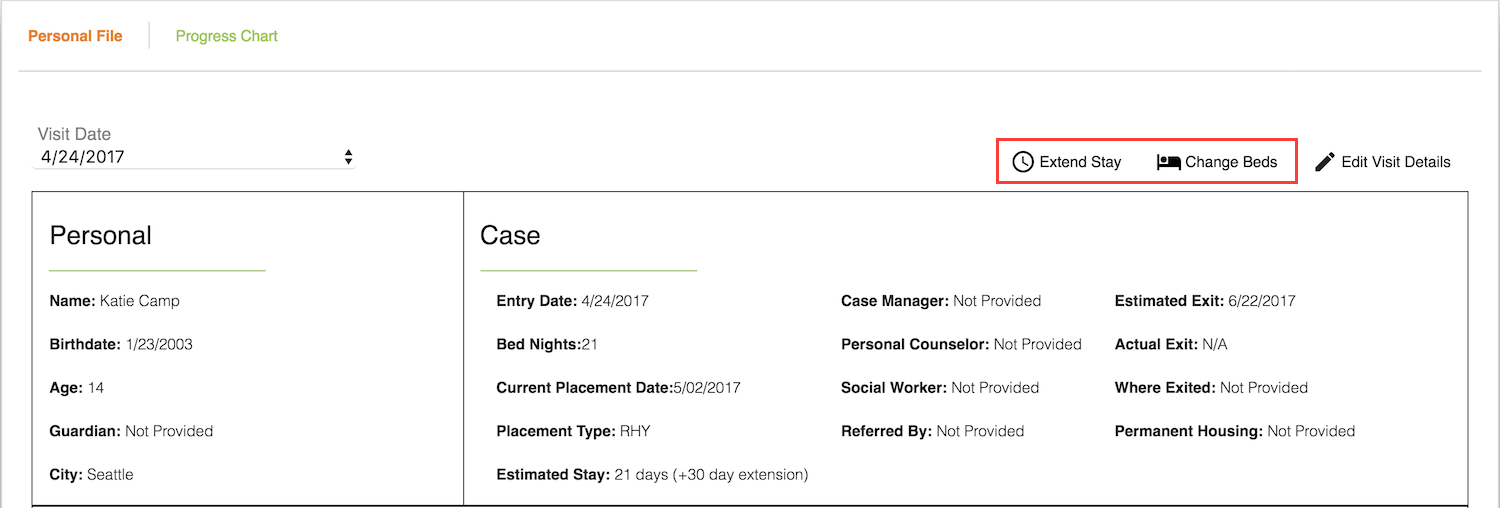 Personal File
Progress Chart
Visit Date
4/24/2017
Extend Stay
Change Beds
Edit Visit Details
Personal
Name: Katie Camp
Birthdate: 1/23/2003
Age: 14
Guardian: Not Provided
City: Seattle
Case
Entry Date: 4/24/2017
Bed Nights:21
Current Placement Date:5/02/2017
Placement Type: RHY
Estimated Stay: 21 days (+30 day extension)
Case Manager: Not Provided
Personal Counselor: Not Provided
Social Worker: Not Provided
Referred By: Not Provided
Estimated Exit: 6/22/2017
Actual Exit: N/A
Where Exited: Not Provided
Permanent Housing: Not Provided